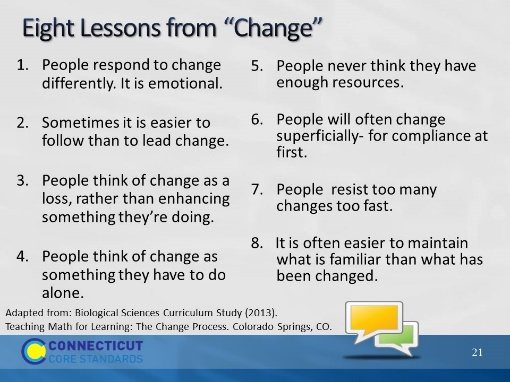 Eight Lessons from “Change”
1. People respond to change
differently. It is emotional.
2. Sometimes it is easier to
follow than to lead change.
3. People think of change as a
loss, rather than enhancing
something they’re doing.
4. People think of change as
something they have to do
alone.
5. People never think they have
enough resources.
6. People will often change
superficially- for compliance at
first.
7. People resist too many
changes too fast.
8. It is often easier to maintain
what is familiar than what has
been changed.
Adapted from: Biological Sciences Curriculum Study (2013).
Teaching Math for Learning: The Change Process. Colorado Springs, CO.
CONNECTICUT
CORE STANDARDS
21